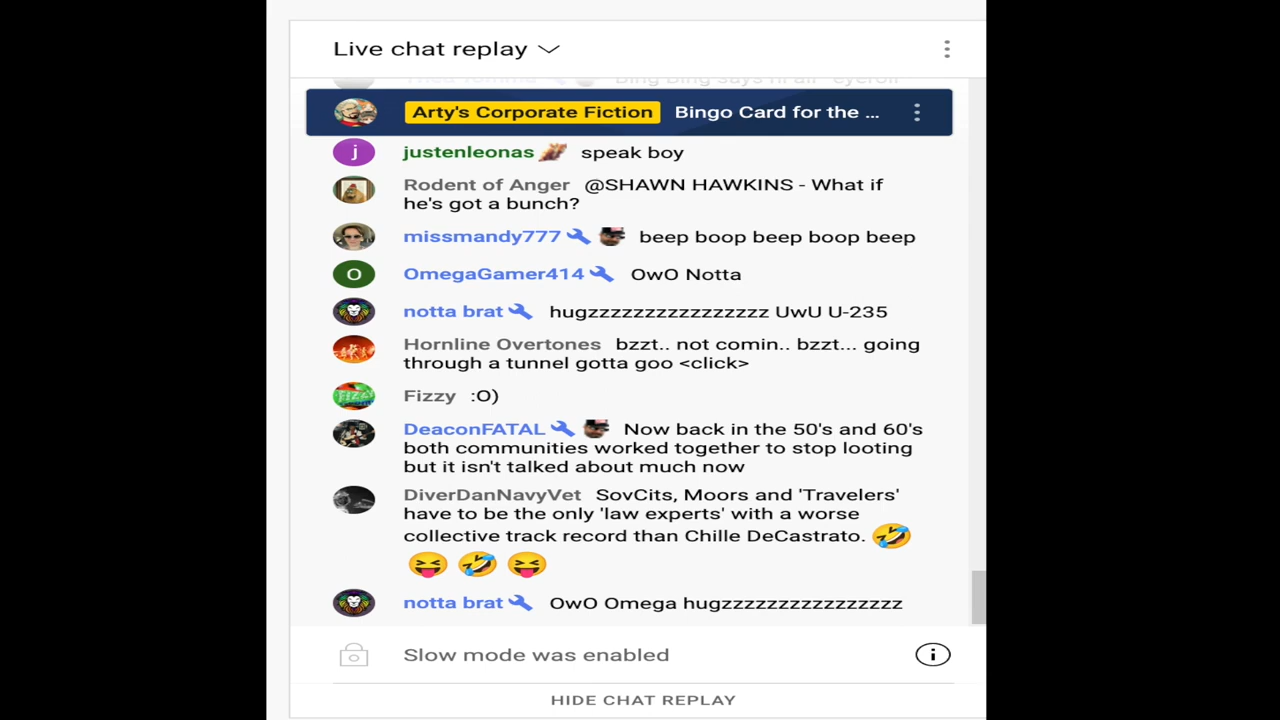 Live chat replay
Arty's Corporate Fiction Bingo Card for the ...
j justenleonas speak boy
Rodent of Anger @SHAWN HAWKINS - What if
he's got a bunch?
missmandy777 beep boop beep boop beep
O OmegaGamer414 OwO Notta
notta brat hugzzzzzzzzzzzzzzzz UwU U-235
Hornline Overtones bzzt.. not comin.. bzzt... going
through a tunnel gotta goo <click>
Fizzy :O)
DeaconFATAL Now back in the 50's and 60's
both communities worked together to stop looting
but it isn't talked about much now
DiverDanNavyVet SovCits, Moors and 'Travelers'
have to be the only 'law experts' with a worse
collective track record than Chille DeCastrato. 🤣
😝 🤣 😝
notta brat OwO Omega hugzzzzzzzzzzzzzzzz
Slow mode was enabled
HIDE CHAT REPLAY